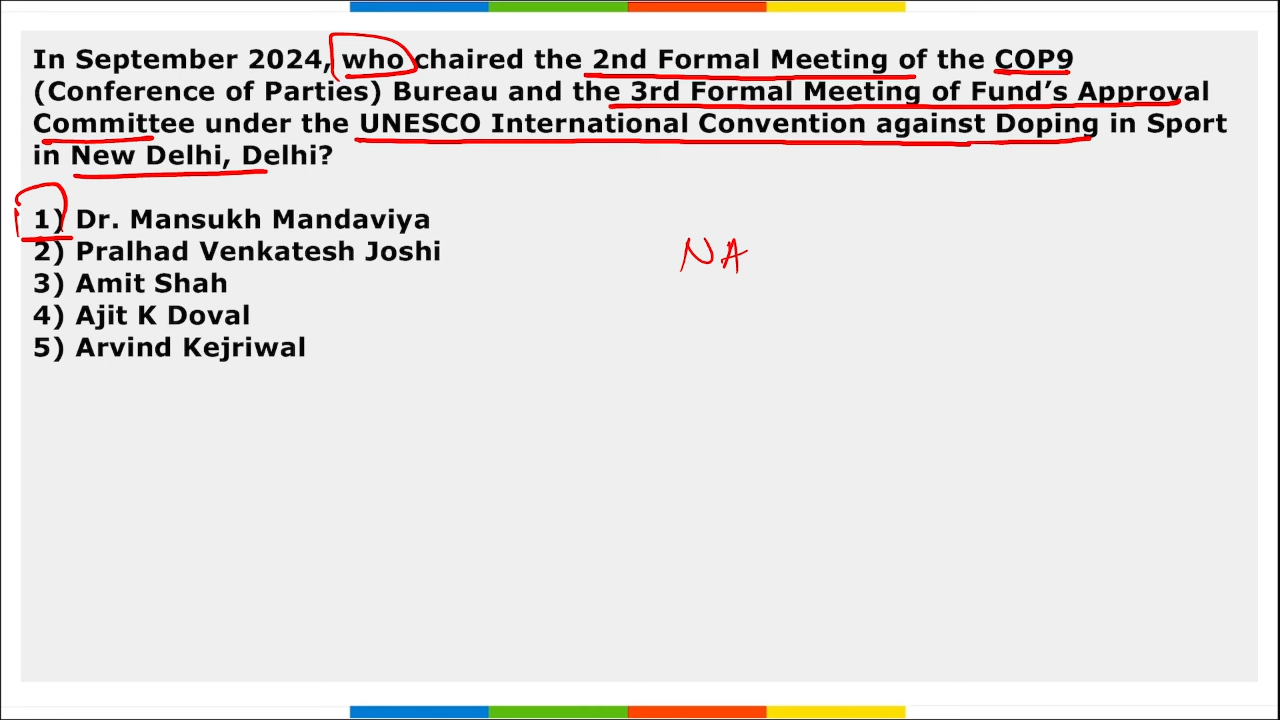 In September 2024, who chaired the 2nd Formal Meeting of the COP9
(Conference of Parties) Bureau and the 3rd Formal Meeting of Fund’s Approval
Committee under the UNESCO International Convention against Doping in Sport
in New Delhi, Delhi?
1) Dr. Mansukh Mandaviya
2) Pralhad Venkatesh Joshi
NA
3) Amit Shah
4) Ajit K Doval
5) Arvind Kejriwal